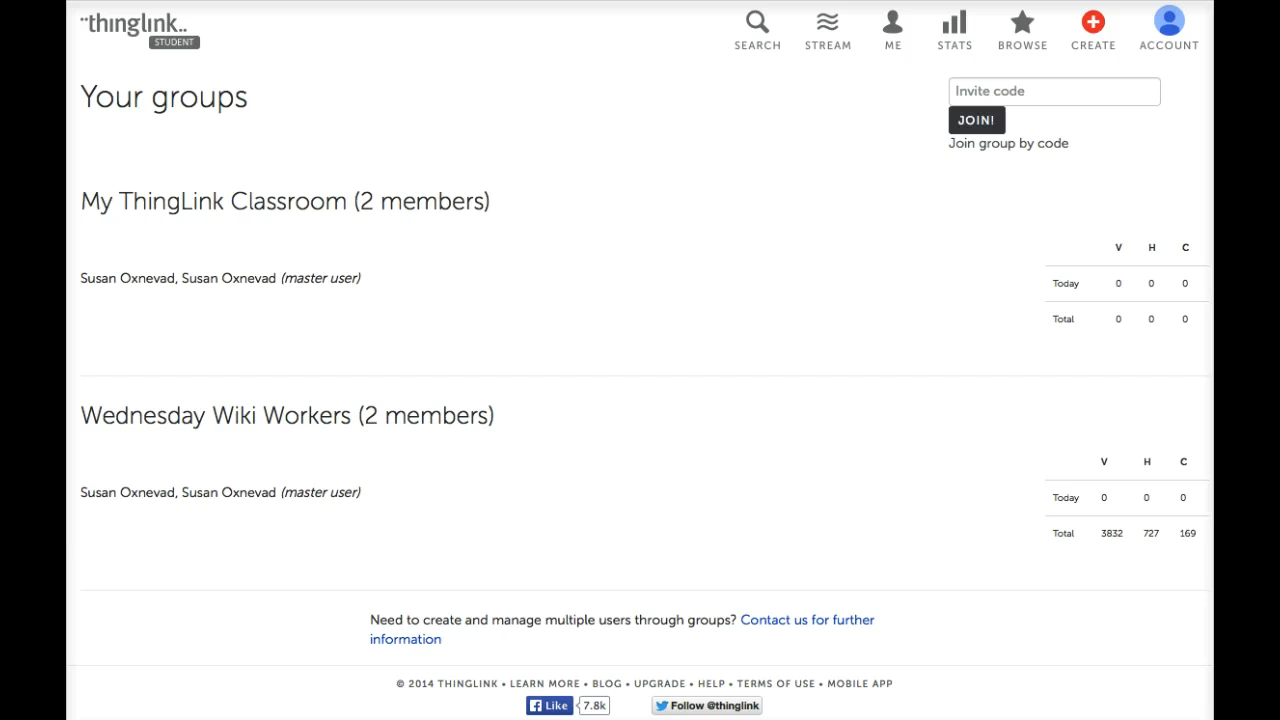 thinglink..
STUDENT
SEARCH
STREAM
ME
STATS
BROWSE
CREATE
ACCOUNT
Your groups
Invite code
JOIN!
Join group by code
My ThingLink Classroom (2 members)
V H C
Susan Oxnevad, Susan Oxnevad (master user)
Today 0 0 0
Total 0 0 0
Wednesday Wiki Workers (2 members)
V H C
Susan Oxnevad, Susan Oxnevad (master user)
Today 0 0 0
Total 3832 727 169
Need to create and manage multiple users through groups? Contact us for further
information
© 2014 THINGLINK • LEARN MORE • BLOG • UPGRADE • HELP • TERMS OF USE • MOBILE APP
Like 7.8k
Follow @thinglink